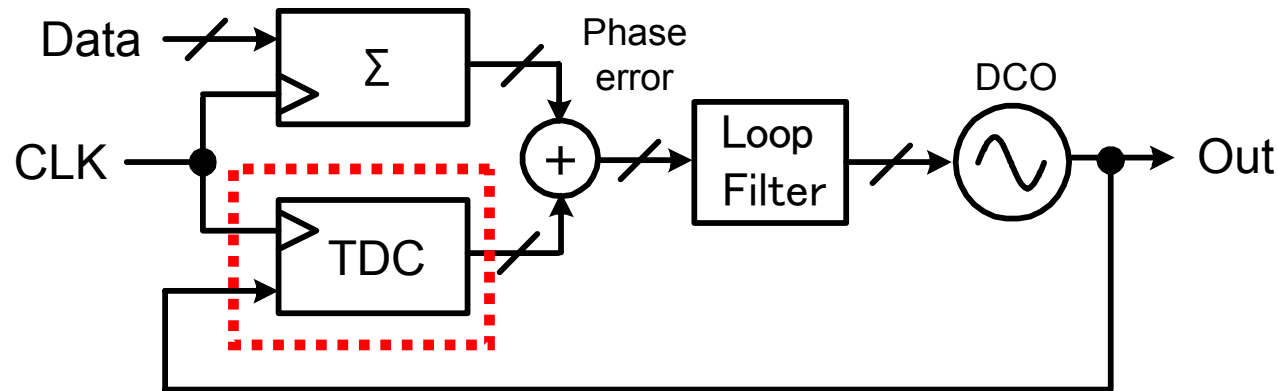 Data
Σ
Phase
error
DCO
CLK
+
Loop
Filter
Out
TDC